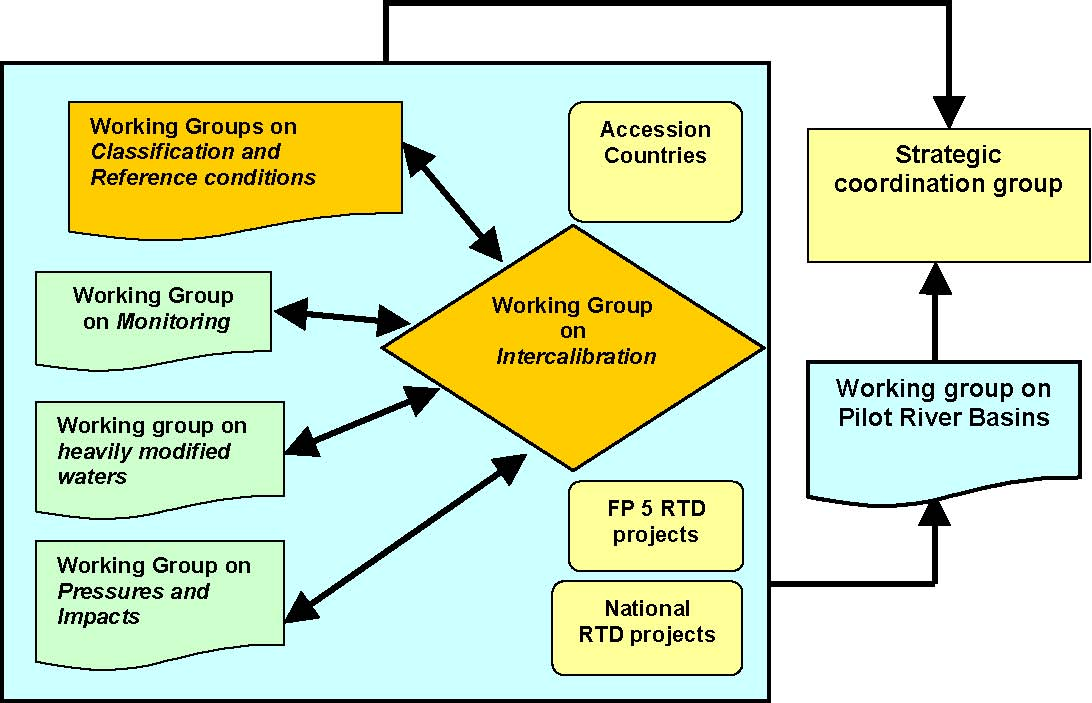 Working Groups on
Classification and
Reference conditions
Accession
Countries
Strategic
coordination group
Working Group
on Monitoring
Working Group
on
Intercalibration
Working group on
Pilot River Basins
Working group on
heavily modified
waters
FP 5 RTD
projects
Working Group on
Pressures and
Impacts
National
RTD projects